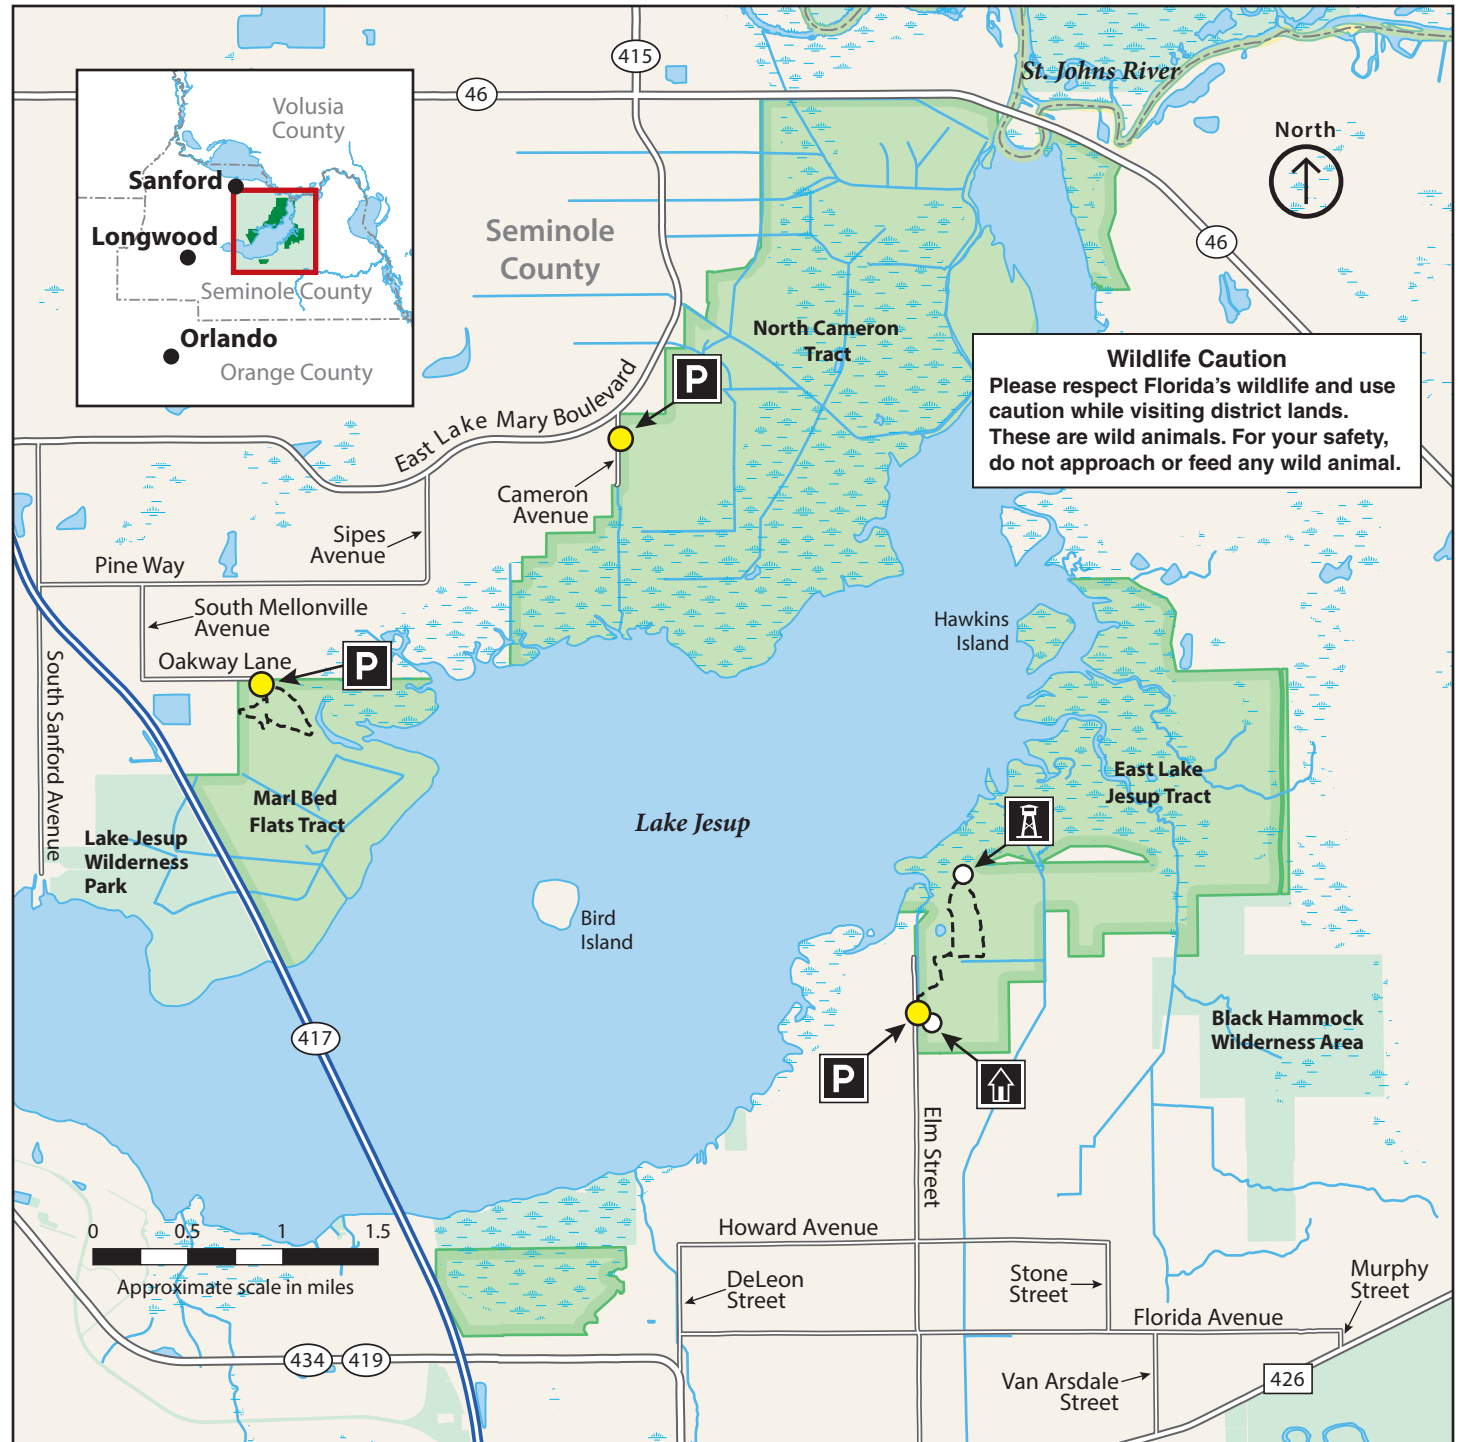 415
46
St. Johns River
Volusia
County
Sanford
Longwood
Seminole County
Orlando
Orange County
North
Seminole
County
46
North Cameron
Tract
Wildlife Caution
Please respect Florida's wildlife and use
caution while visiting district lands.
These are wild animals. For your safety,
do not approach or feed any wild animal.
P
East Lake Mary Boulevard
Cameron
Avenue
Sipes
Avenue
Pine Way
South Mellonville
Avenue
Oakway Lane
P
Hawkins
Island
South Sanford Avenue
Marl Bed
Flats Tract
Lake Jesup
Wilderness
Park
Lake Jesup
East Lake
Jesup Tract
Bird
Island
417
Black Hammock
Wilderness Area
P
Elm Street
0 0.5 1 1.5
Approximate scale in miles
Howard Avenue
DeLeon
Street
Stone
Street
Murphy
Street
Florida Avenue
434 419
Van Arsdale
Street
426